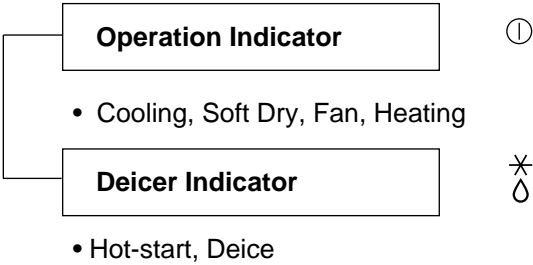 Operation Indicator
• Cooling, Soft Dry, Fan, Heating
Deicer Indicator
• Hot-start, Deice